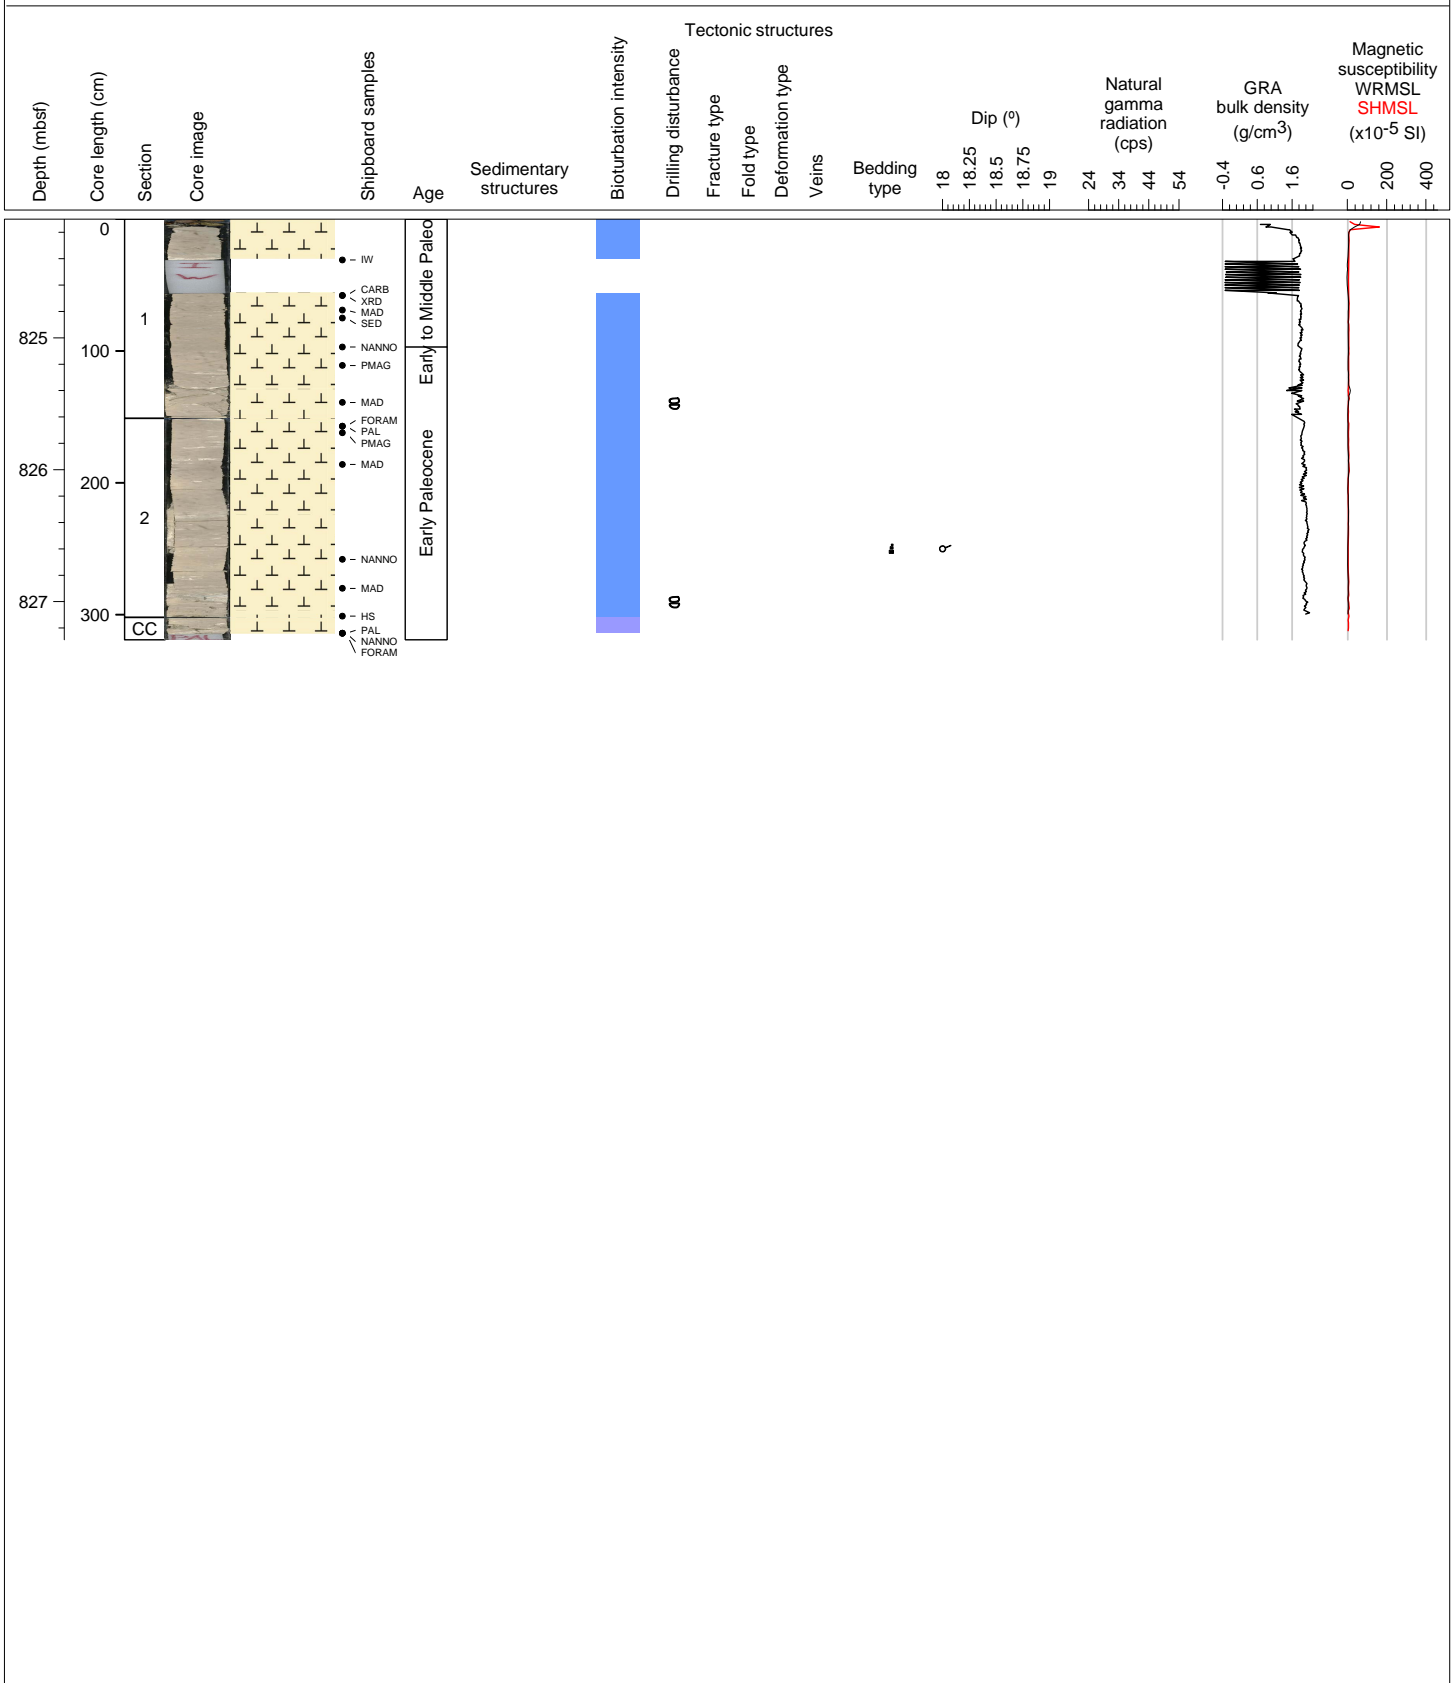 Tectonic structures
Depth (mbsf)
Core length (cm)
Section
Core image
Shipboard samples
Age
Sedimentary
structures
Bioturbation intensity
Drilling disturbance
Fracture type
Fold type
Deformation type
Veins
Bedding
type
Dip (º)
18
18.25
18.5
18.75
19
Natural
gamma
radiation
(cps)
24
34
44
54
GRA
bulk density
(g/cm3)
-0.4
0.6
1.6
Magnetic
susceptibility
WRMSL
SHMSL
(x10-5 SI)
0
200
400
825
826
827
0
100
200
300
1
2
CC
IW
CARB
XRD
MAD
SED
NANNO
PMAG
MAD
FORAM
PAL
PMAG
MAD
NANNO
MAD
HS
PAL
NANNO
FORAM
Early to Middle Paleo
Early Paleocene